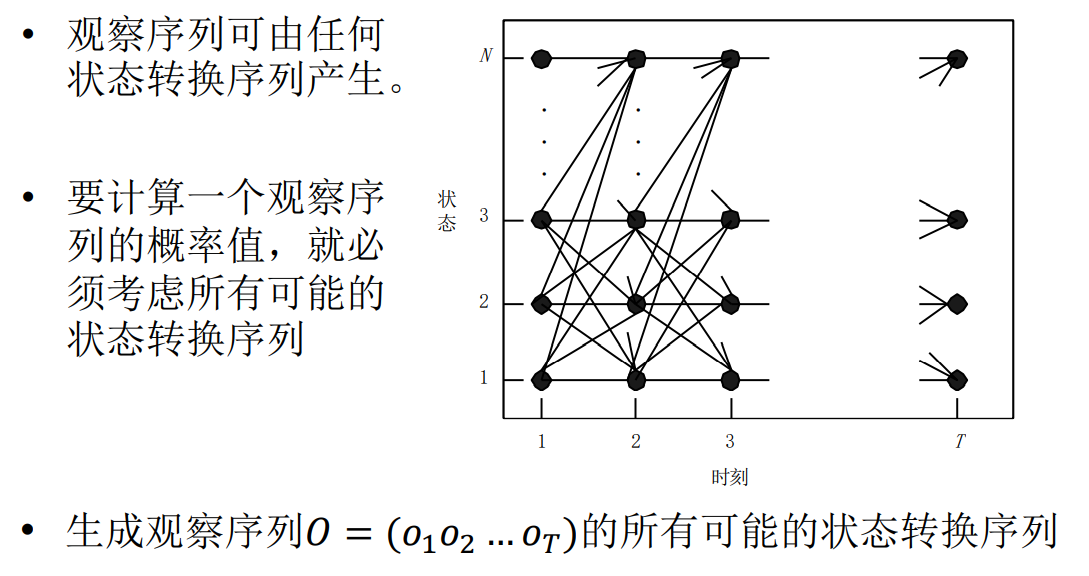 • 观察序列可由任何
状态转换序列产生。
• 要计算一个观察序
列的概率值，就必
须考虑所有可能的
状态转换序列
状态
N
3
2
1
1 2 3 T
时刻
• 生成观察序列O = (o₁o₂ … o_T)的所有可能的状态转换序列